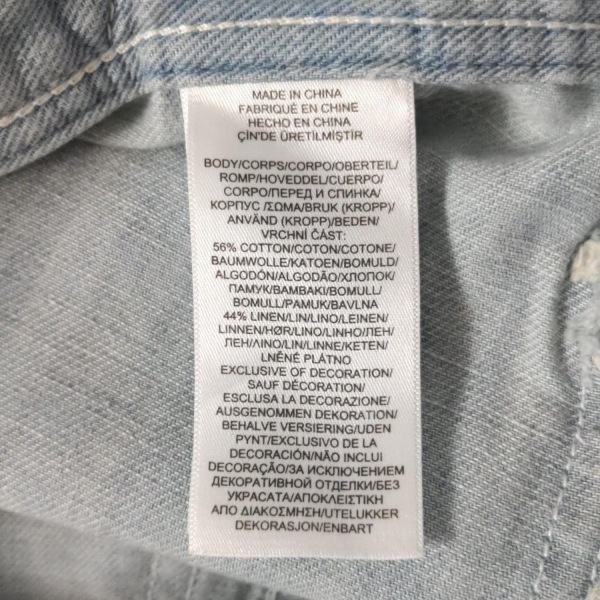 MADE IN CHINA
FABRIQUÉ EN CHINE
HECHO EN CHINA
ÇİN'DE ÜRETİLMİŞTİR
BODY/CORPS/CORPO/OBERTEIL/
ROMP/HOVEDDEL/CUERPO/
CORPO/ПЕРЕД И СПИНКА/
КОРПУС /ΣΩΜΑ/BRUK (KROPP)/
ANVÄND (KROPP)/BEDEN/
VRCHNÍ ČÁST:
56% COTTON/COTON/COTONE/
BAUMWOLLE/KATOEN/BOMULD/
ALGODÓN/ALGODÃO/ХЛОПОК/
ПАМУК/ΒΑΜΒΑΚΙ/BOMULL/
BOMULL/PAMUK/BAVLNA
44% LINEN/LIN/LINO/LEINEN/
LINNEN/HØR/LINO/LINHO/ЛЕН/
ЛЕН/ΛΙΝΟ/LIN/LINNE/KETEN/
LNĚNÉ PLÁTNO
EXCLUSIVE OF DECORATION/
SAUF DÉCORATION/
ESCLUSA LA DECORAZIONE/
AUSGENOMMEN DEKORATION/
BEHALVE VERSIERING/UDEN
PYNT/EXCLUSIVO DE LA
DECORACIÓN/NÃO INCLUI
DECORAÇÃO/ЗА ИСКЛЮЧЕНИЕМ
ДЕКОРАТИВНОЙ ОТДЕЛКИ/БЕЗ
УКРАСАТА/ΑΠΟΚΛΕΙΣΤΙΚΗ
ΑΠΟ ΔΙΑΚΟΣΜΗΣΗ/UTELUKKER
DEKORASJON/ENBART